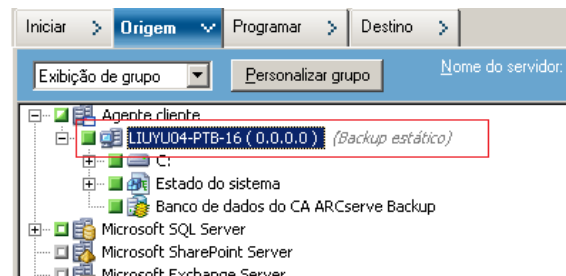 Iniciar > Origem Programar > Destino >
Exibição de grupo Personalizar grupo Nome do servidor:
Agente cliente
LIUYU04-PTB-16 ( 0.0.0.0 ) (Backup estático)
C:
Estado do sistema
Banco de dados do CA ARCserve Backup
Microsoft SQL Server
Microsoft SharePoint Server
Microsoft Exchange Server